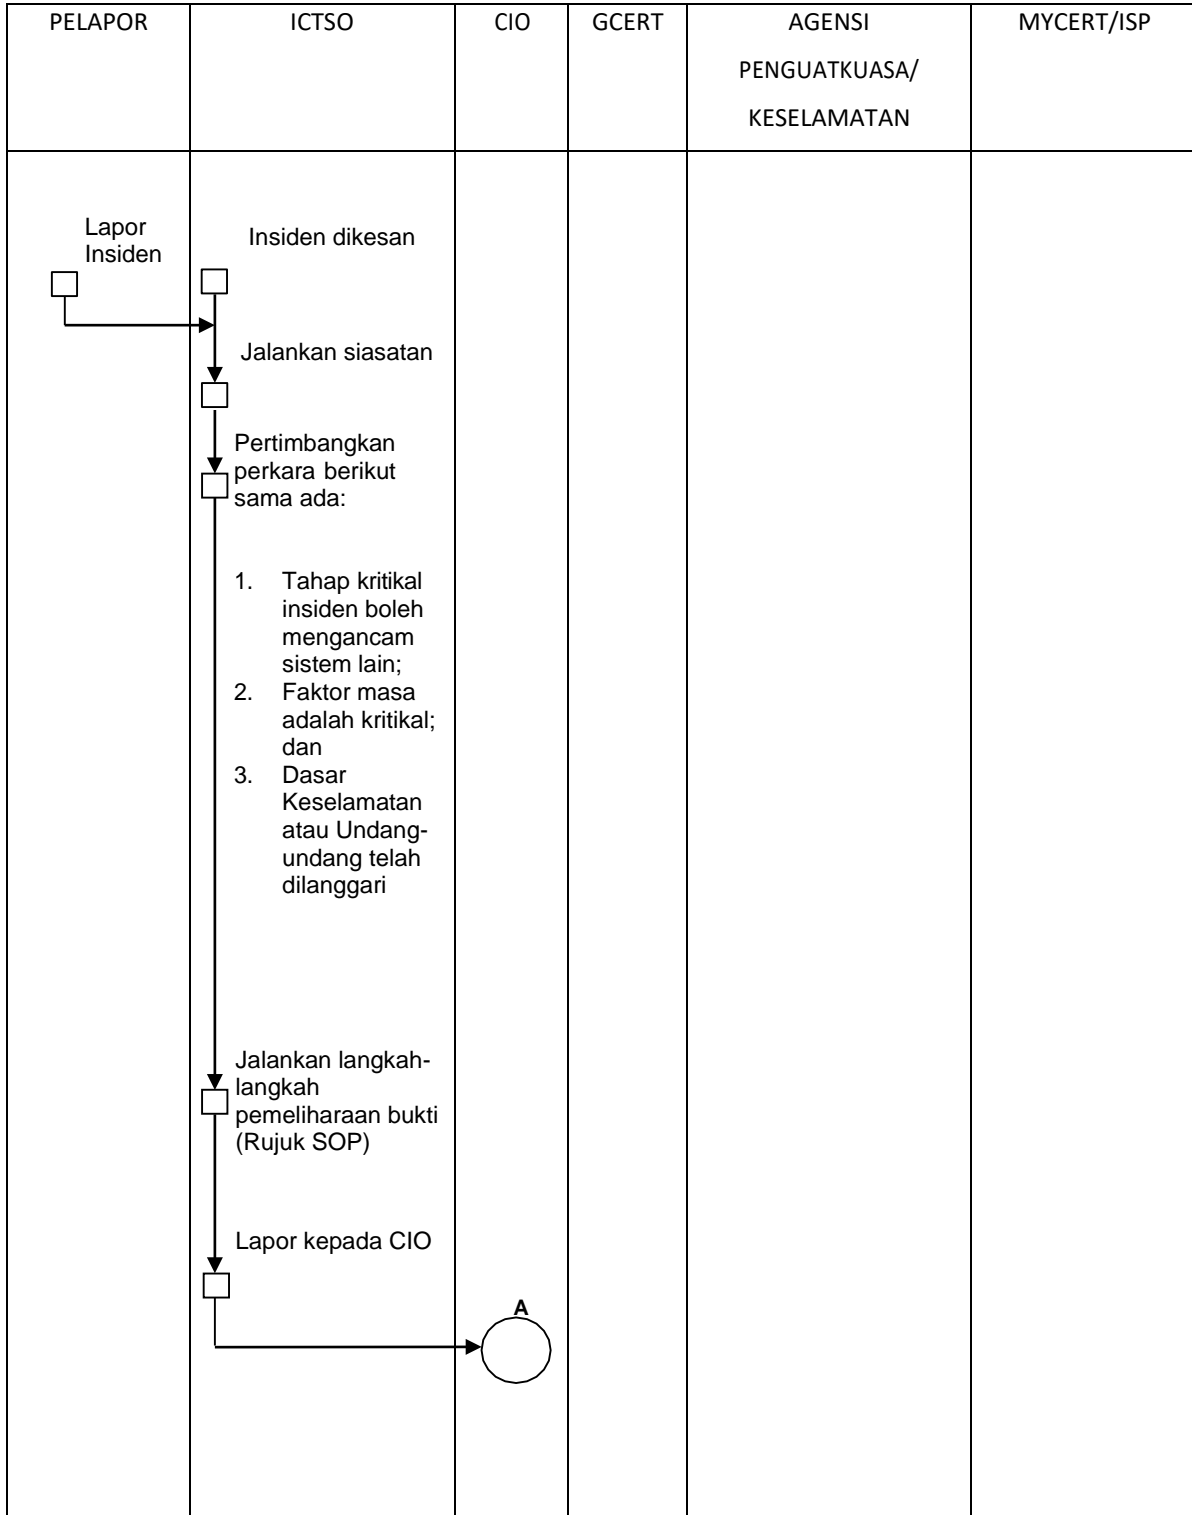 PELAPOR
ICTSO
CIO
GCERT
AGENSI
PENGUATKUASA/
KESELAMATAN
MYCERT/ISP
Lapor
Insiden
Insiden dikesan
Jalankan siasatan
Pertimbangkan
perkara berikut
sama ada:
1. Tahap kritikal
insiden boleh
mengancam
sistem lain;
2. Faktor masa
adalah kritikal;
dan
3. Dasar
Keselamatan
atau Undang-
undang telah
dilanggari
Jalankan langkah-
langkah
pemeliharaan bukti
(Rujuk SOP)
Lapor kepada CIO
A